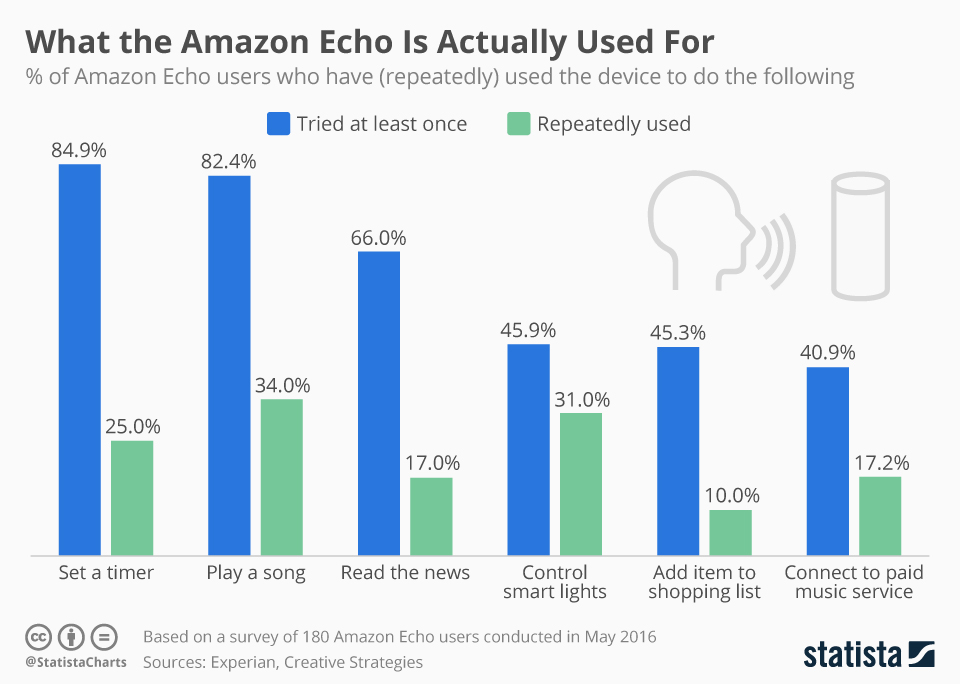 What the Amazon Echo Is Actually Used For
% of Amazon Echo users who have (repeatedly) used the device to do the following
Tried at least once
Repeatedly used
84.9%
25.0%
82.4%
34.0%
66.0%
17.0%
45.9%
31.0%
45.3%
10.0%
40.9%
17.2%
Set a timer
Play a song
Read the news
Control
smart lights
Add item to
shopping list
Connect to paid
music service
cc
=
@StatistaCharts
Based on a survey of 180 Amazon Echo users conducted in May 2016
Sources: Experian, Creative Strategies
statista